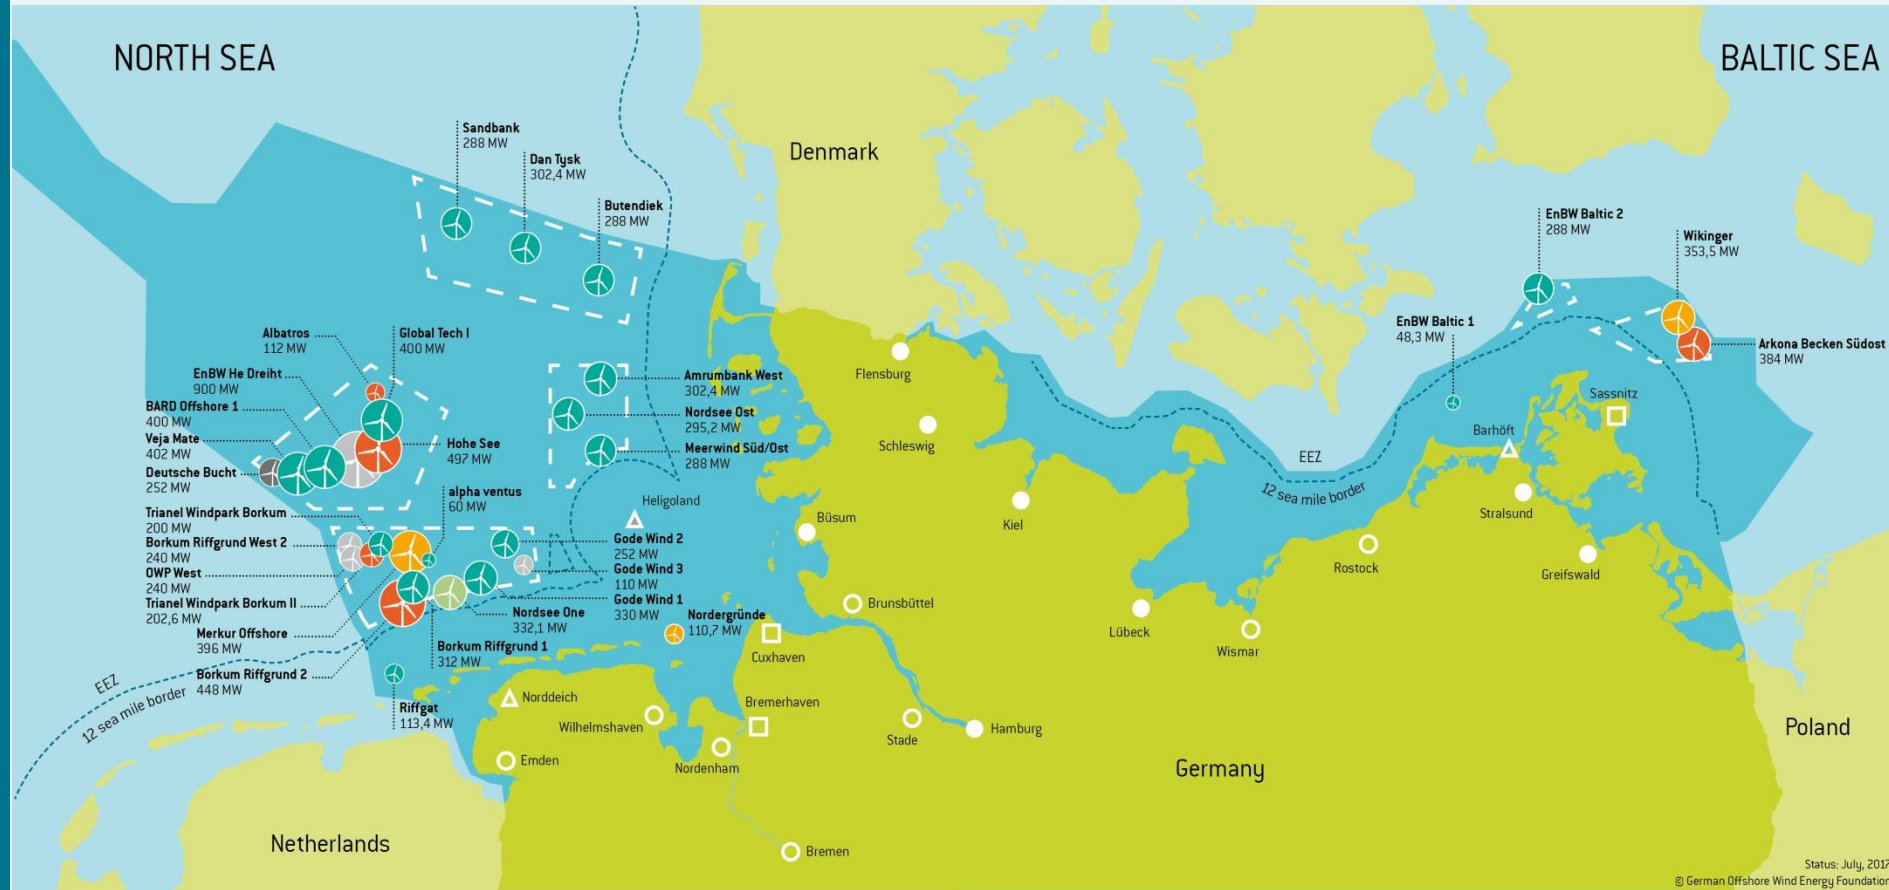 NORTH SEA
BALTIC SEA
Sandbank
288 MW
Dan Tysk
302,4 MW
Butendiek
288 MW
Denmark
EnBW Baltic 2
288 MW
Wikinger
353,5 MW
EnBW Baltic 1
48,3 MW
Arkona Becken Südost
384 MW
Albatros
112 MW
Global Tech I
400 MW
EnBW He Dreiht
900 MW
BARD Offshore 1
400 MW
Veja Mate
402 MW
Deutsche Bucht
252 MW
Hohe See
497 MW
alpha ventus
60 MW
Amrumbank West
302,4 MW
Nordsee Ost
295,2 MW
Meerwind Süd/Ost
288 MW
Trianel Windpark Borkum
200 MW
Borkum Riffgrund West 2
240 MW
OWP West
240 MW
Trianel Windpark Borkum II
202,6 MW
Merkur Offshore
396 MW
Borkum Riffgrund 2
448 MW
Gode Wind 2
252 MW
Gode Wind 3
110 MW
Gode Wind 1
330 MW
Nordsee One
332,1 MW
Borkum Riffgrund 1
312 MW
Nordergründe
110,7 MW
Riffgat
113,4 MW
Heligoland
Flensburg
Schleswig
Kiel
Büsum
Brunsbüttel
Cuxhaven
Bremerhaven
Norddeich
Wilhelmshaven
Emden
Nordenham
Stade
Hamburg
Bremen
Lübeck
Wismar
Rostock
Barhöft
Sassnitz
Stralsund
Greifswald
EEZ
12 sea mile border
EEZ
12 sea mile border
Netherlands
Germany
Poland
Status: July, 2017
© German Offshore Wind Energy Foundation